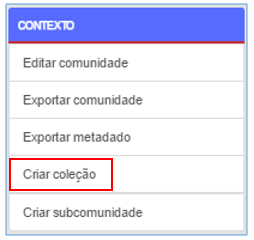 CONTEXTO
Editar comunidade
Exportar comunidade
Exportar metadado
Criar coleção
Criar subcomunidade